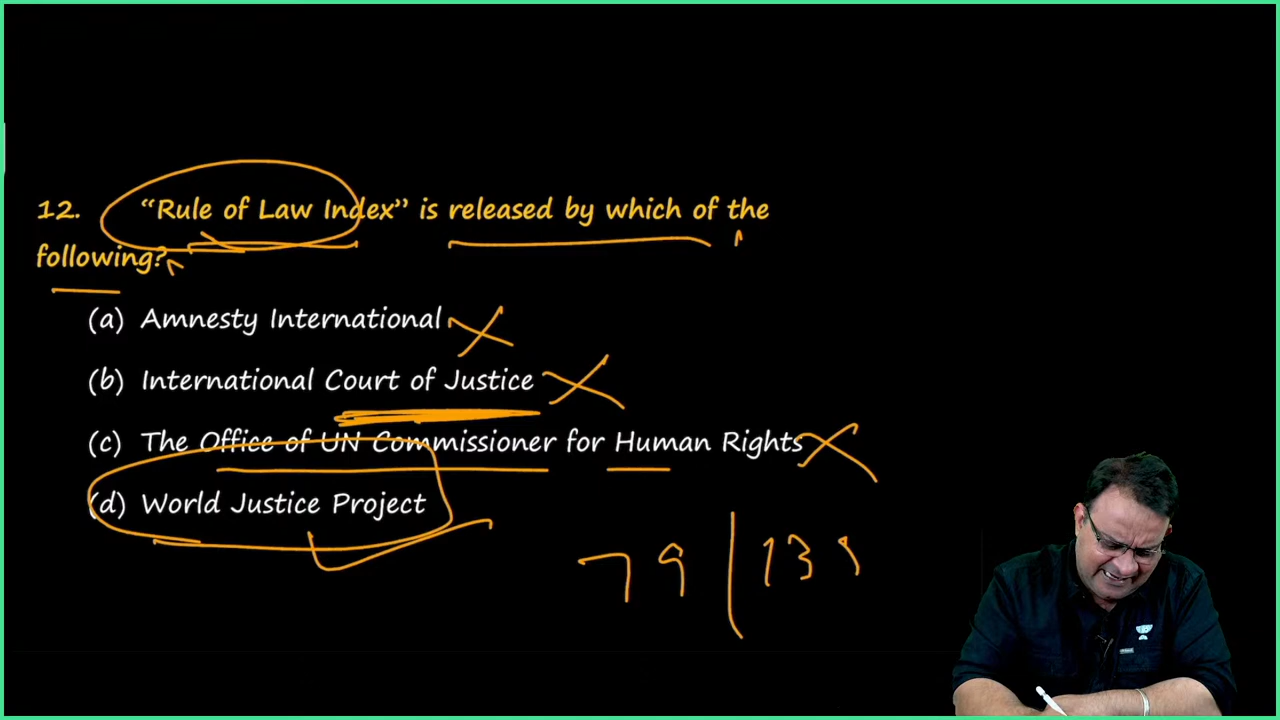 12. "Rule of Law Index" is released by which of the
following?
(a) Amnesty International
(b) International Court of Justice
(c) The Office of UN Commissioner for Human Rights
(d) World Justice Project
79 | 139